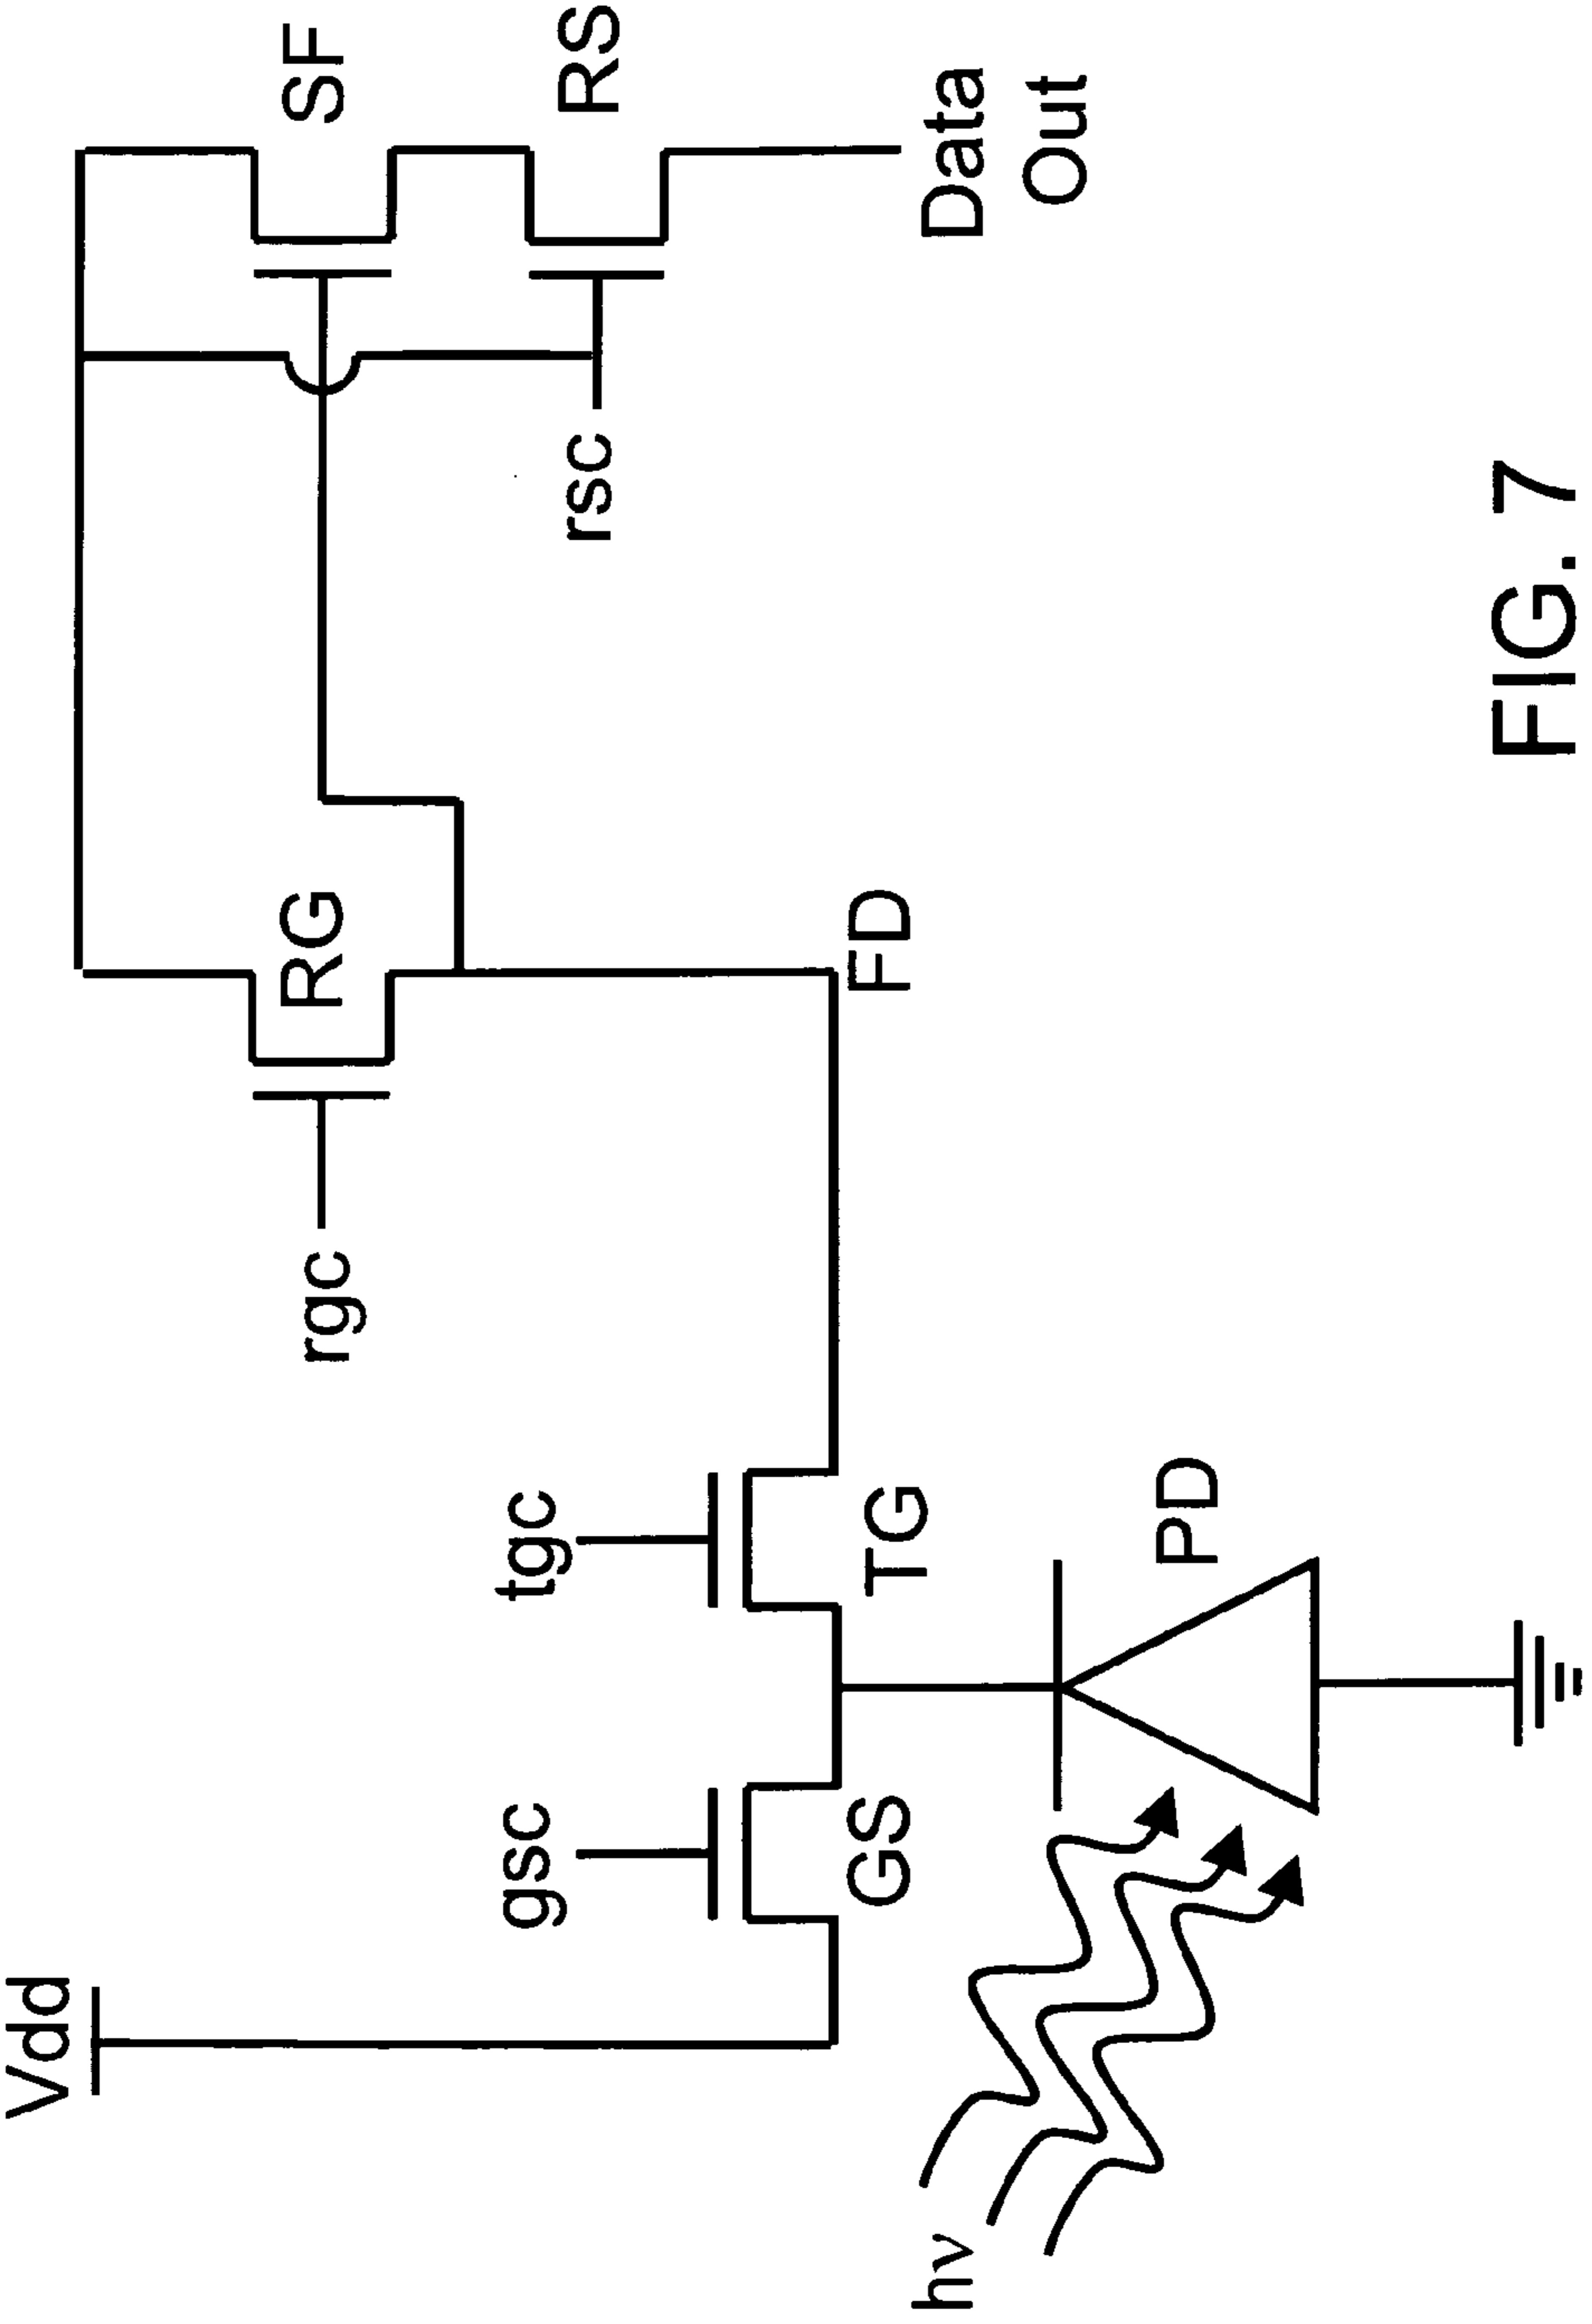 Vdd
gsc
tgc
rgc
RG
SF
rsc
RS
GS
TG
FD
Data
Out
hν
PD
FIG. 7